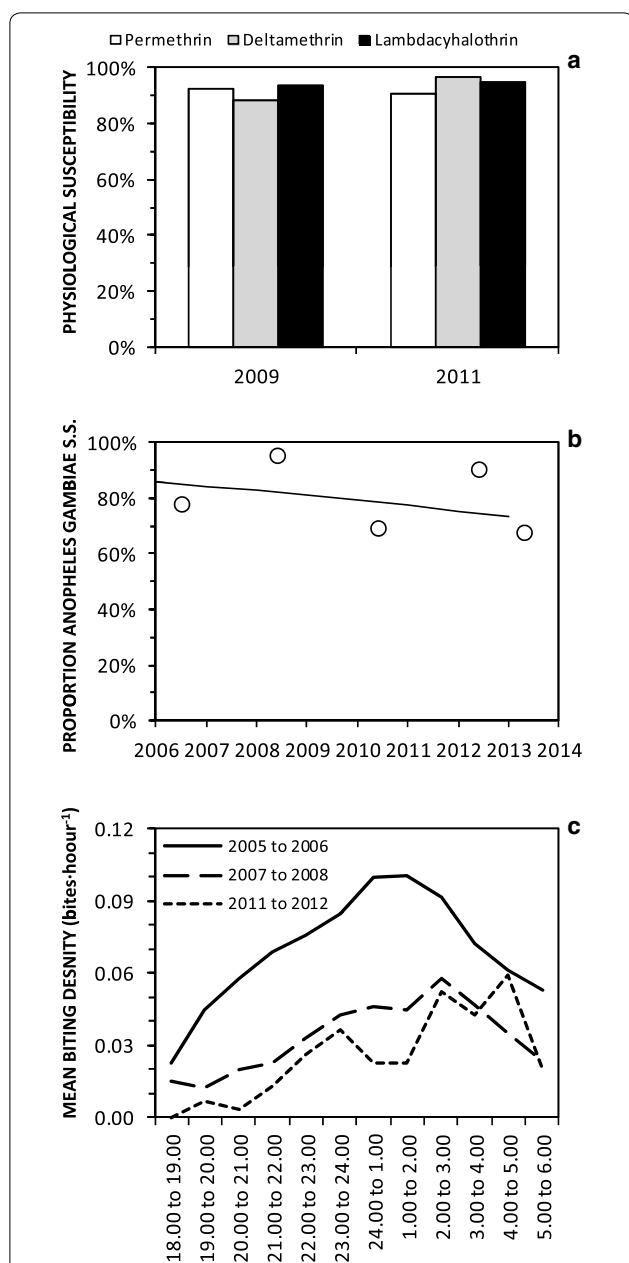 Permethrin Deltamethrin Lambdacyhalothrin
a
PHYSIOLOGICAL SUSCEPTIBILITY
100%
80%
60%
40%
20%
0%
2009 2011
b
PROPORTION ANOPHELES GAMBIAE S.S.
100%
80%
60%
40%
20%
0%
2006 2007 2008 2009 2010 2011 2012 2013 2014
c
MEAN BITING DESNITY (bites·hoour⁻¹)
0.12
0.09
0.06
0.03
0.00
2005 to 2006
2007 to 2008
2011 to 2012
18.00 to 19.00
19.00 to 20.00
20.00 to 21.00
21.00 to 22.00
22.00 to 23.00
23.00 to 24.00
24.00 to 1.00
1.00 to 2.00
2.00 to 3.00
3.00 to 4.00
4.00 to 5.00
5.00 to 6.00